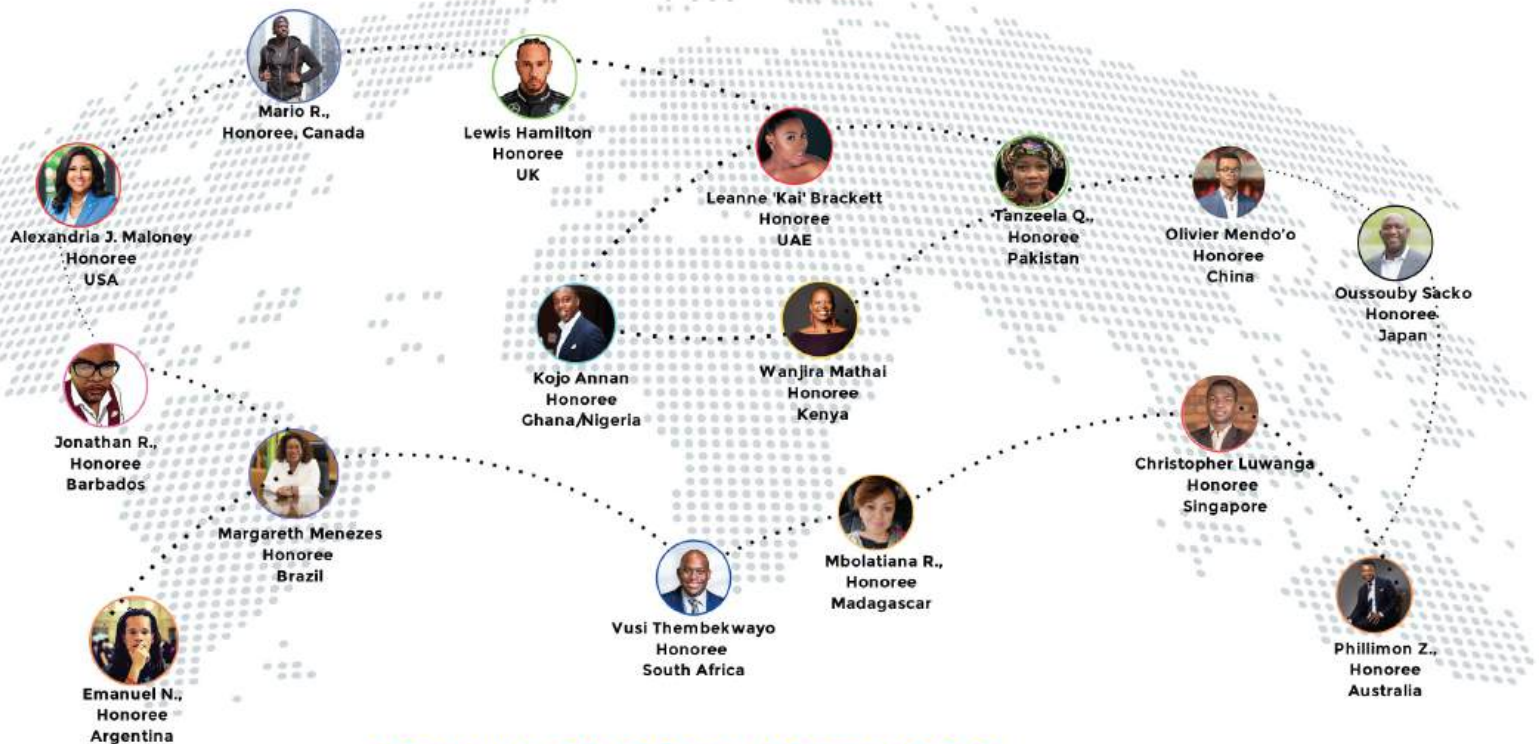 Mario R.,
Honoree, Canada
Lewis Hamilton
Honoree
UK
Leanne 'Kai' Brackett
Honoree
UAE
Tanzeela Q.,
Honoree
Pakistan
Olivier Mendo'o
Honoree
China
Oussouby Sacko
Honoree
Japan
Alexandria J. Maloney
Honoree
USA
Kojo Annan
Honoree
Ghana/Nigeria
Wanjira Mathai
Honoree
Kenya
Jonathan R.,
Honoree
Barbados
Christopher Luwanga
Honoree
Singapore
Margareth Menezes
Honoree
Brazil
Mbolatiana R.,
Honoree
Madagascar
Vusi Thembekwayo
Honoree
South Africa
Phillimon Z.,
Honoree
Australia
Emanuel N.,
Honoree
Argentina